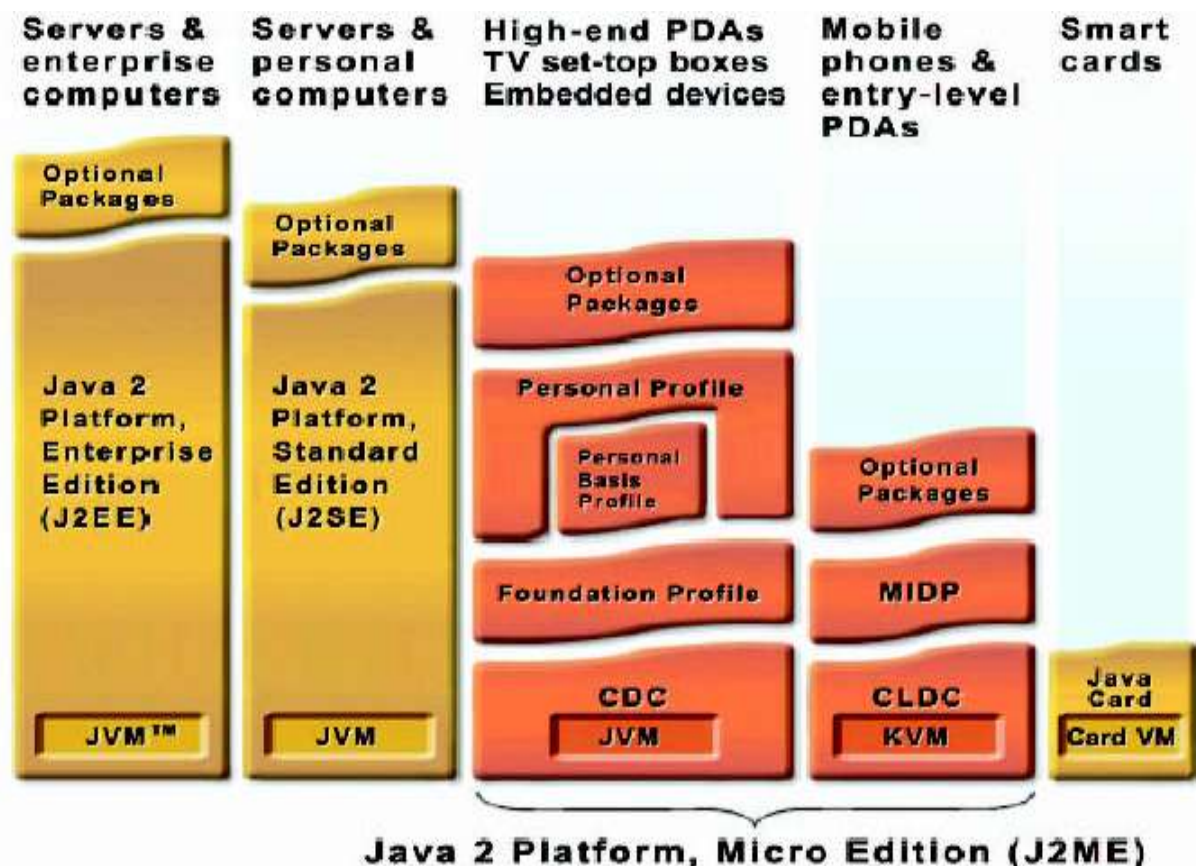 Servers &
enterprise
computers
Servers &
personal
computers
High-end PDAs
TV set-top boxes
Embedded devices
Mobile
phones &
entry-level
PDAs
Smart
cards
Optional
Packages
Java 2
Platform,
Enterprise
Edition
(J2EE)
JVM™
Optional
Packages
Java 2
Platform,
Standard
Edition
(J2SE)
JVM
Optional
Packages
Personal Profile
Personal
Basis
Profile
Foundation Profile
CDC
JVM
Optional
Packages
MIDP
CLDC
KVM
Java
Card
Card VM
Java 2 Platform, Micro Edition (J2ME)